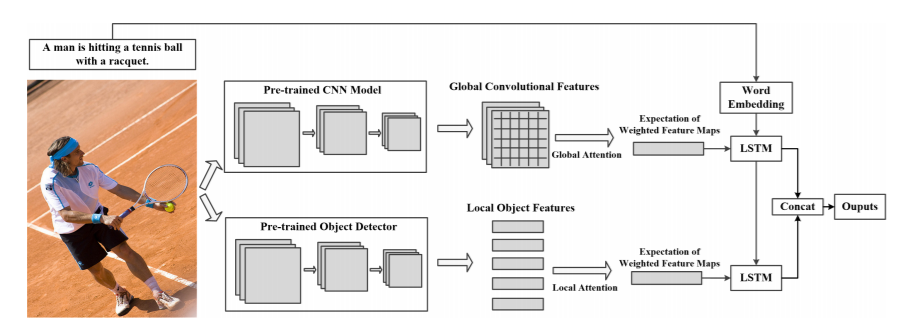 A man is hitting a tennis ball
with a racquet.
Pre-trained CNN Model
Global Convolutional Features
Word
Embedding
Expectation of
Weighted Feature Maps
Global Attention
LSTM
Pre-trained Object Detector
Local Object Features
Concat
Ouputs
Expectation of
Weighted Feature Maps
Local Attention
LSTM